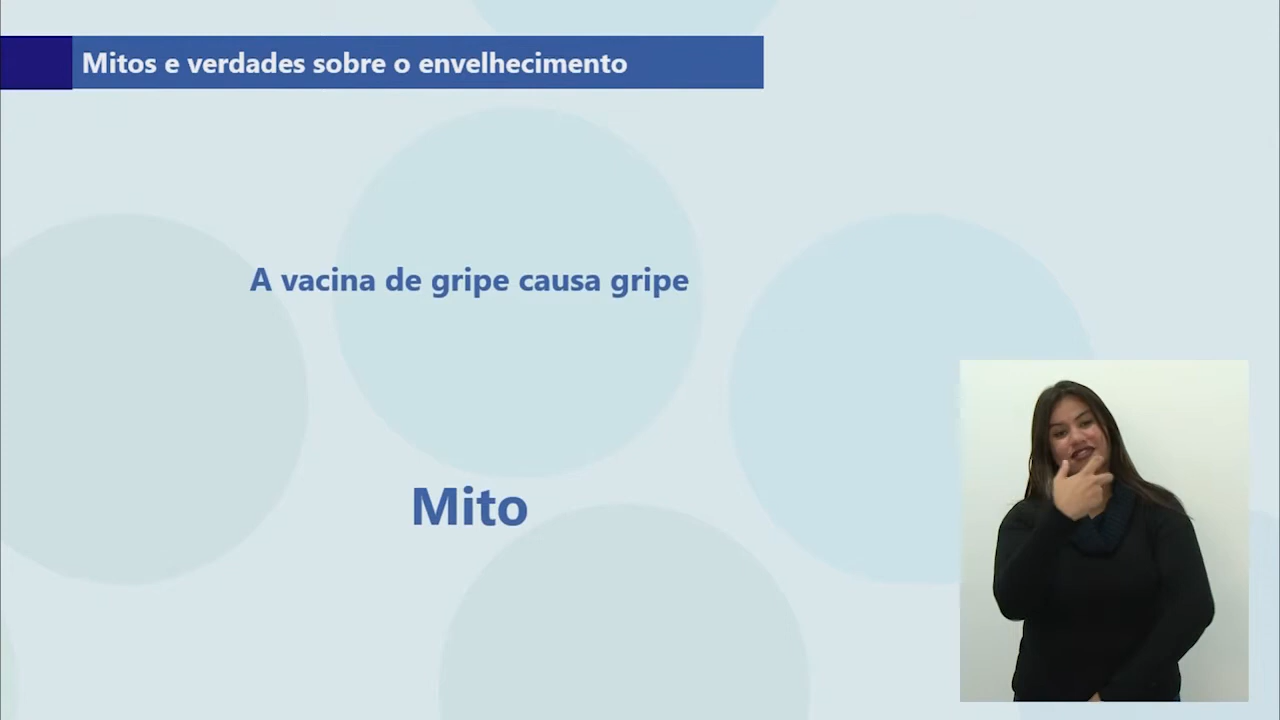 Mitos e verdades sobre o envelhecimento
A vacina de gripe causa gripe
Mito